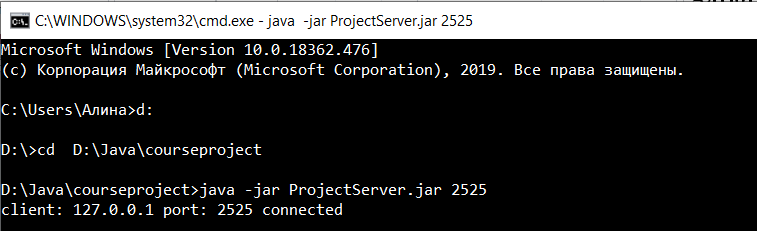 C:\WINDOWS\system32\cmd.exe - java  -jar ProjectServer.jar 2525
Microsoft Windows [Version 10.0.18362.476]
(c) Корпорация Майкрософт (Microsoft Corporation), 2019. Все права защищены.
C:\Users\Алина>d:
D:\>cd  D:\Java\courseproject
D:\Java\courseproject>java -jar ProjectServer.jar 2525
client: 127.0.0.1 port: 2525 connected